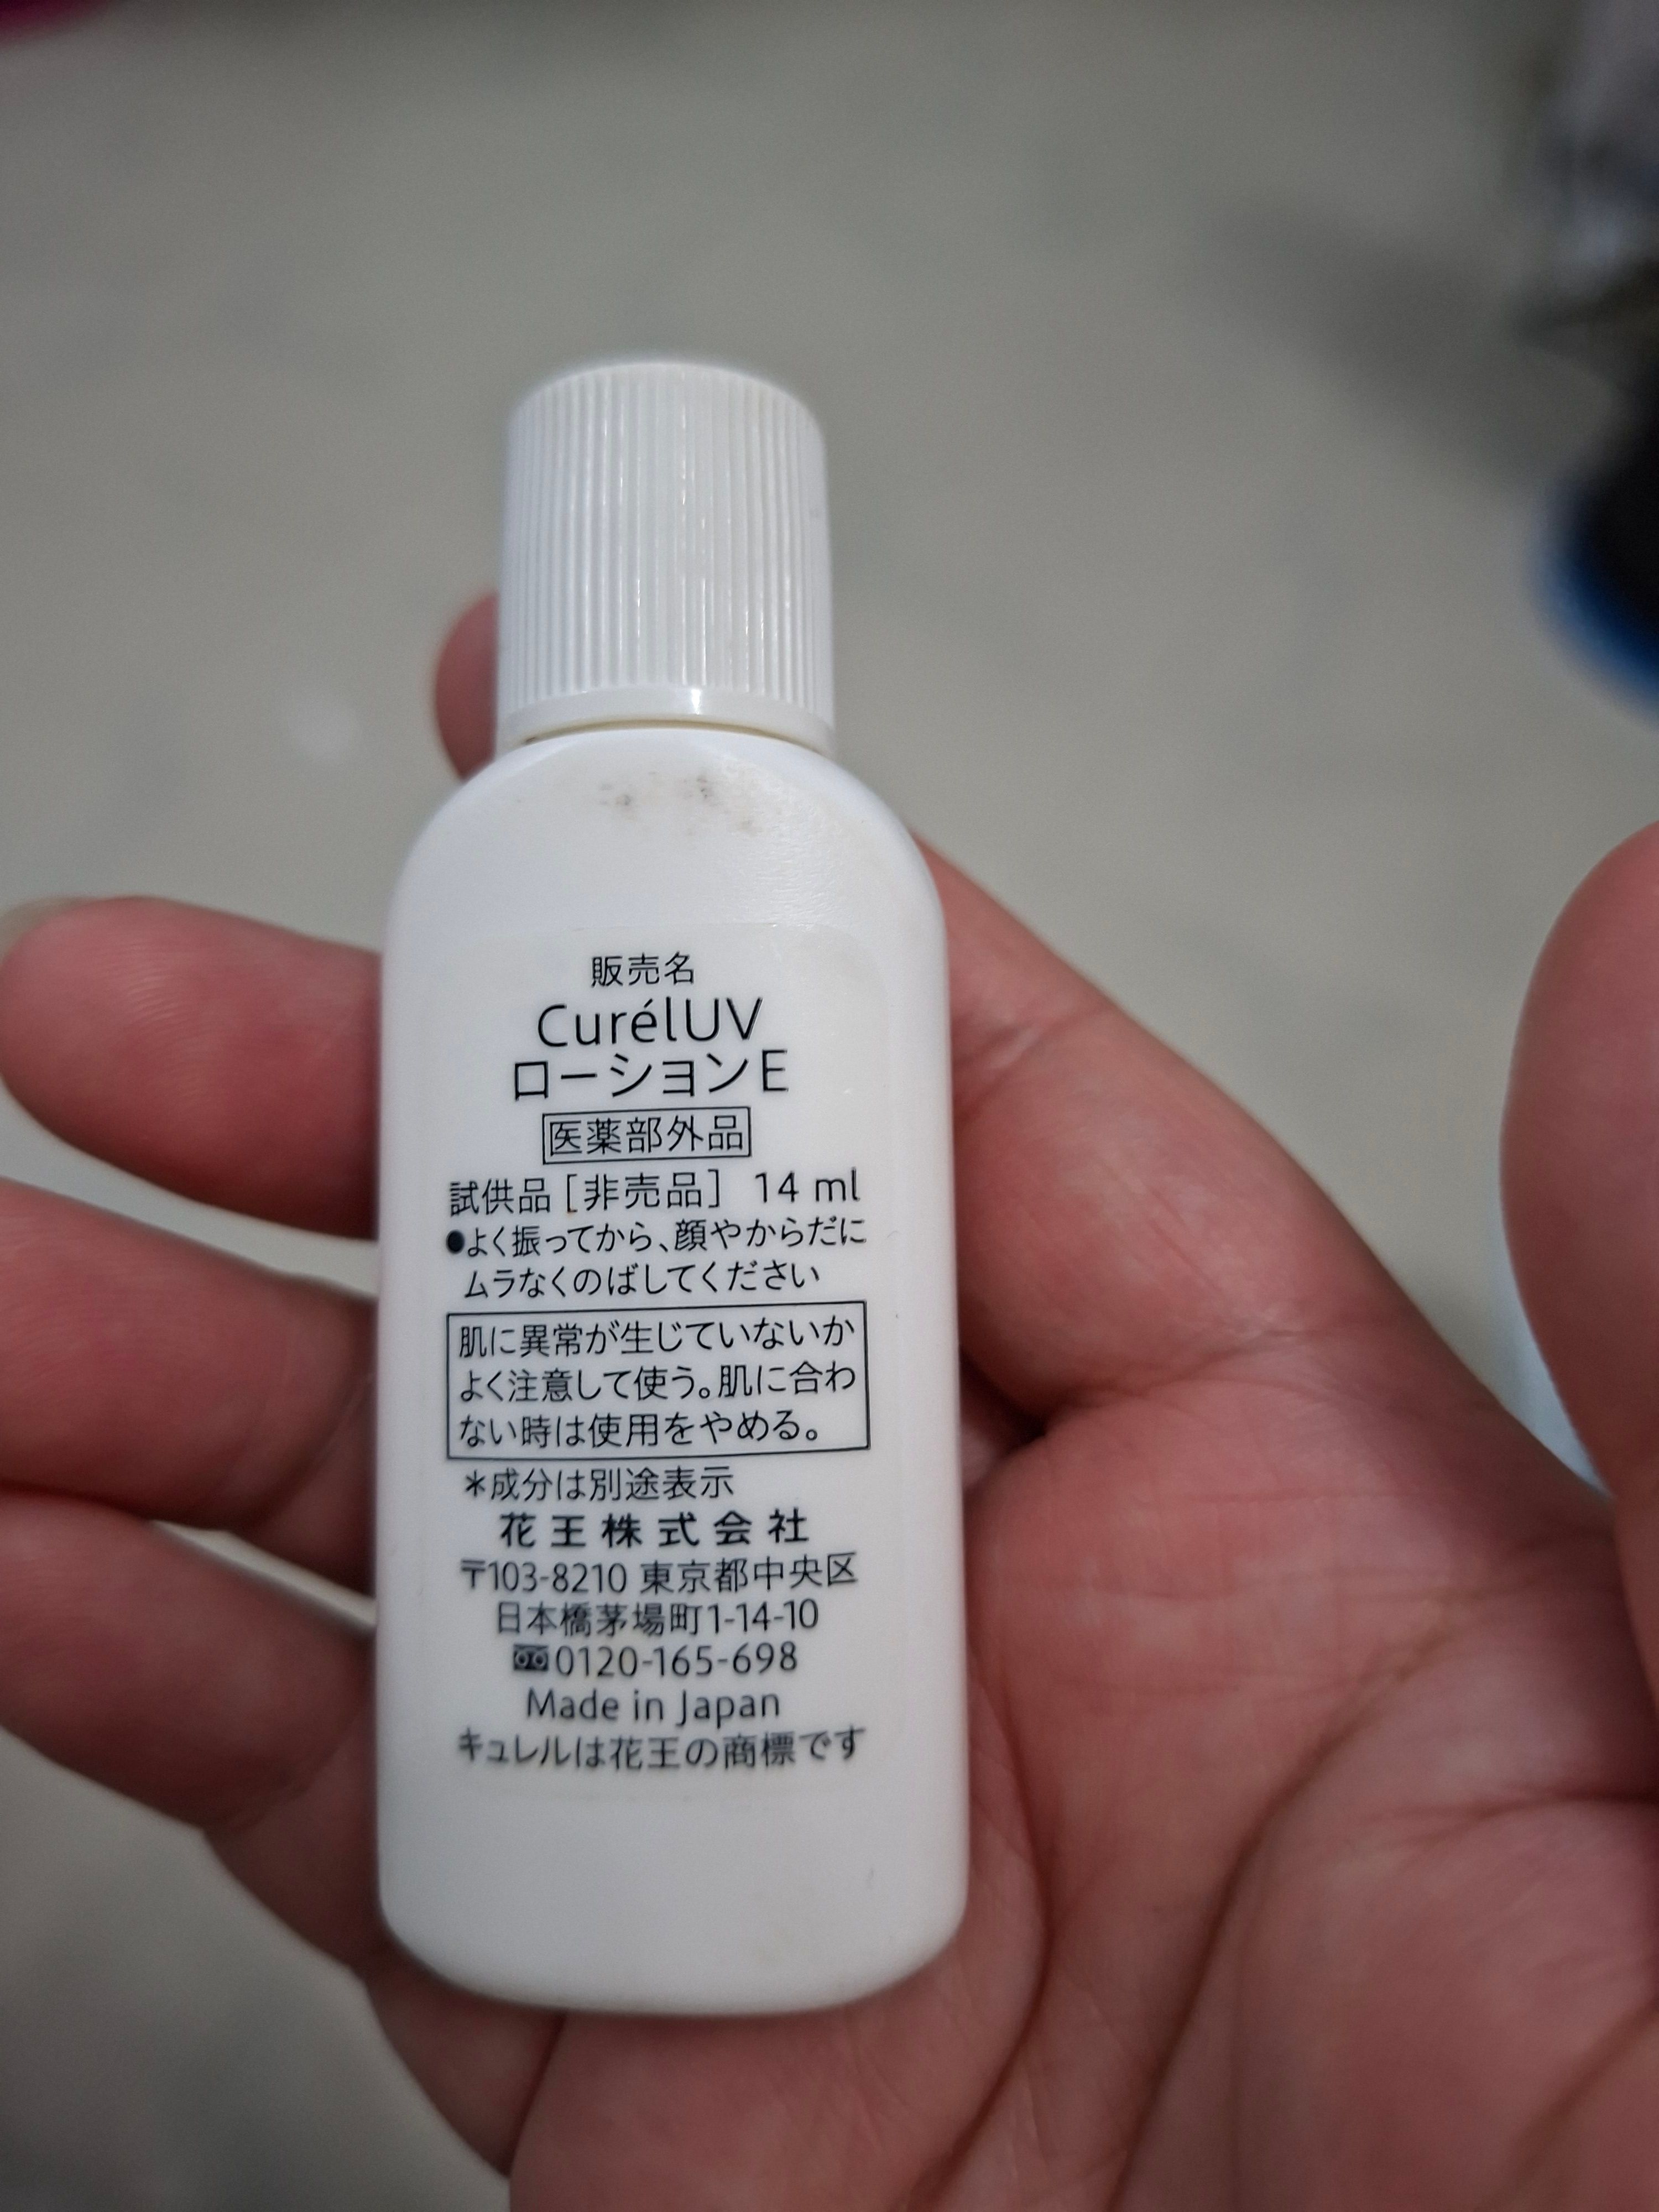 販売名
CurélUV
ローションE
医薬部外品
試供品［非売品］ 14 ml
●よく振ってから、顔やからだに
ムラなくのばしてください
肌に異常が生じていないか
よく注意して使う。肌に合わ
ない時は使用をやめる。
＊成分は別途表示
花王株式会社
〒103-8210 東京都中央区
日本橋茅場町1-14-10
0120-165-698
Made in Japan
キュレルは花王の商標です